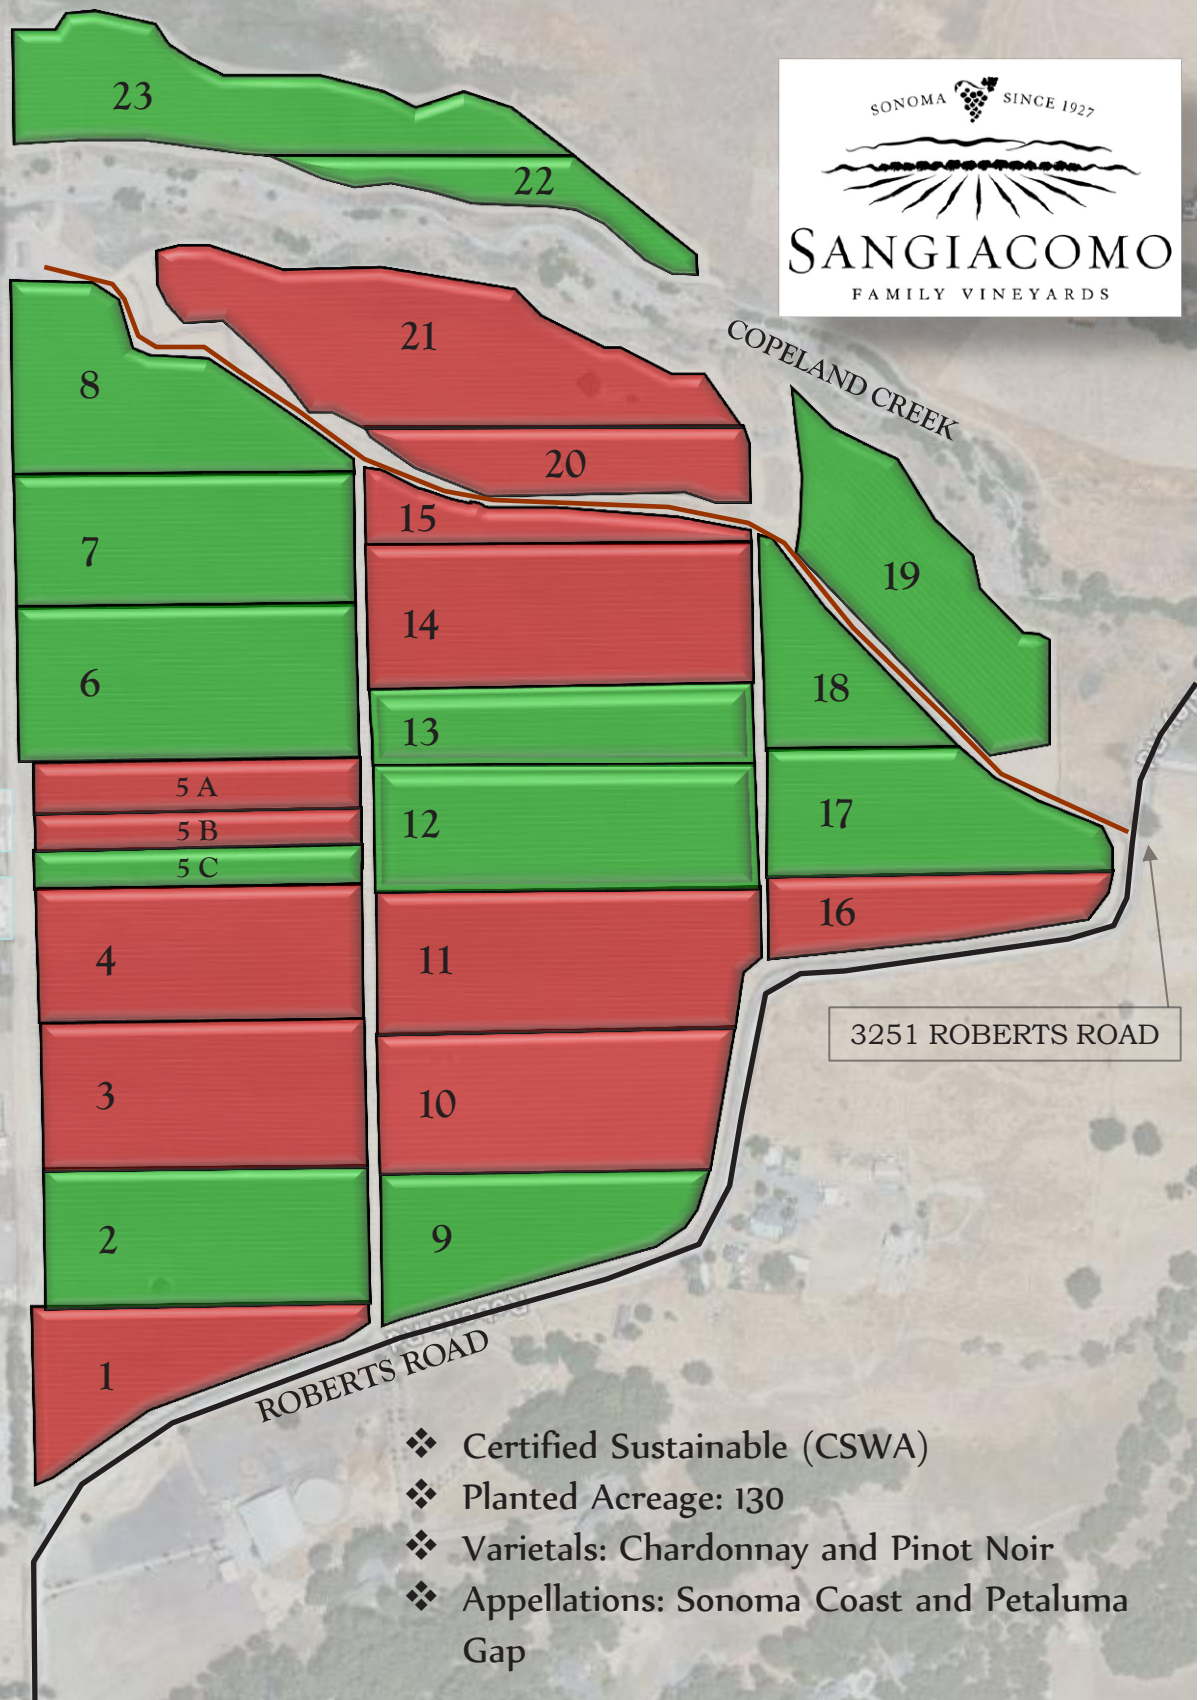 23
22
SONOMA SINCE 1927
SANGIACOMO
FAMILY VINEYARDS
COPELAND CREEK
21
20
8
15
7
14
19
6
18
13
5 A
5 B
5 C
12
17
4
11
16
3251 ROBERTS ROAD
3
10
2
9
1
ROBERTS ROAD
❖ Certified Sustainable (CSWA)
❖ Planted Acreage: 130
❖ Varietals: Chardonnay and Pinot Noir
❖ Appellations: Sonoma Coast and Petaluma
Gap